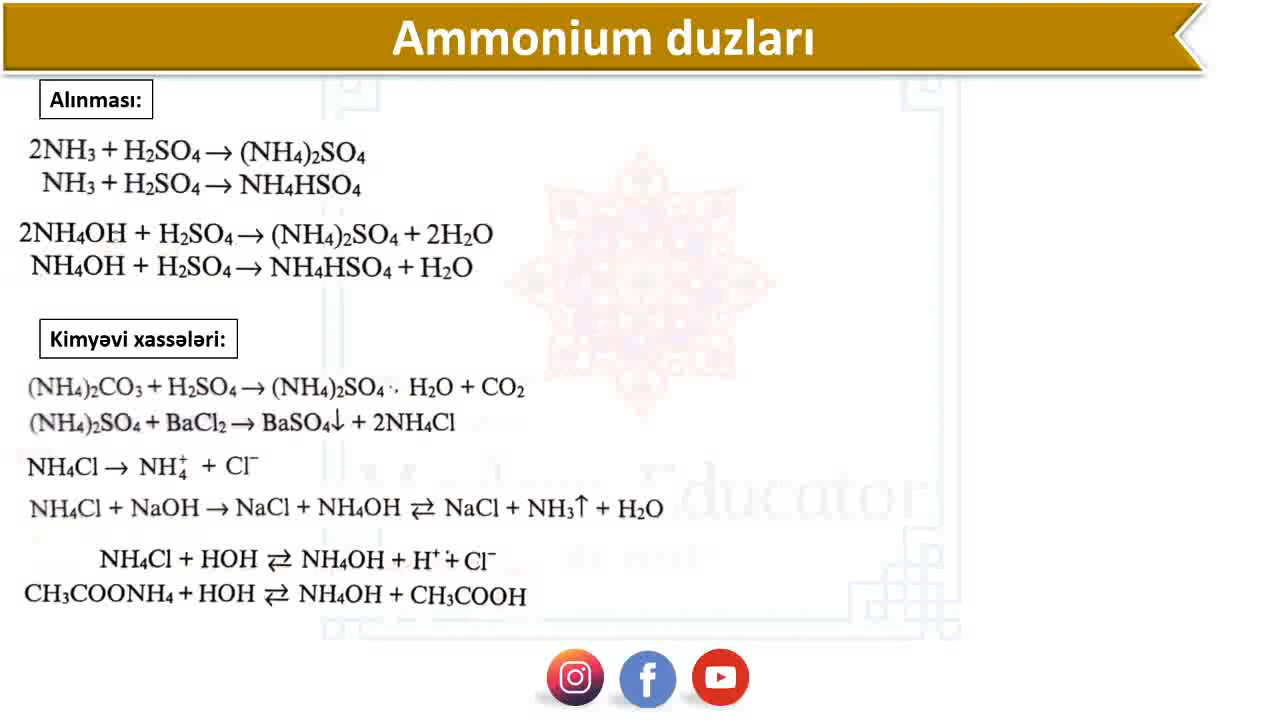 Ammonium duzları
Alınması:
2NH₃ + H₂SO₄ → (NH₄)₂SO₄
NH₃ + H₂SO₄ → NH₄HSO₄
2NH₄OH + H₂SO₄ → (NH₄)₂SO₄ + 2H₂O
NH₄OH + H₂SO₄ → NH₄HSO₄ + H₂O
Kimyəvi xassələri:
(NH₄)₂CO₃ + H₂SO₄ → (NH₄)₂SO₄ · H₂O + CO₂
(NH₄)₂SO₄ + BaCl₂ → BaSO₄↓ + 2NH₄Cl
NH₄Cl → NH₄⁺ + Cl⁻
NH₄Cl + NaOH → NaCl + NH₄OH ⇄ NaCl + NH₃↑ + H₂O
NH₄Cl + HOH ⇄ NH₄OH + H⁺ + Cl⁻
CH₃COONH₄ + HOH ⇄ NH₄OH + CH₃COOH
Educator